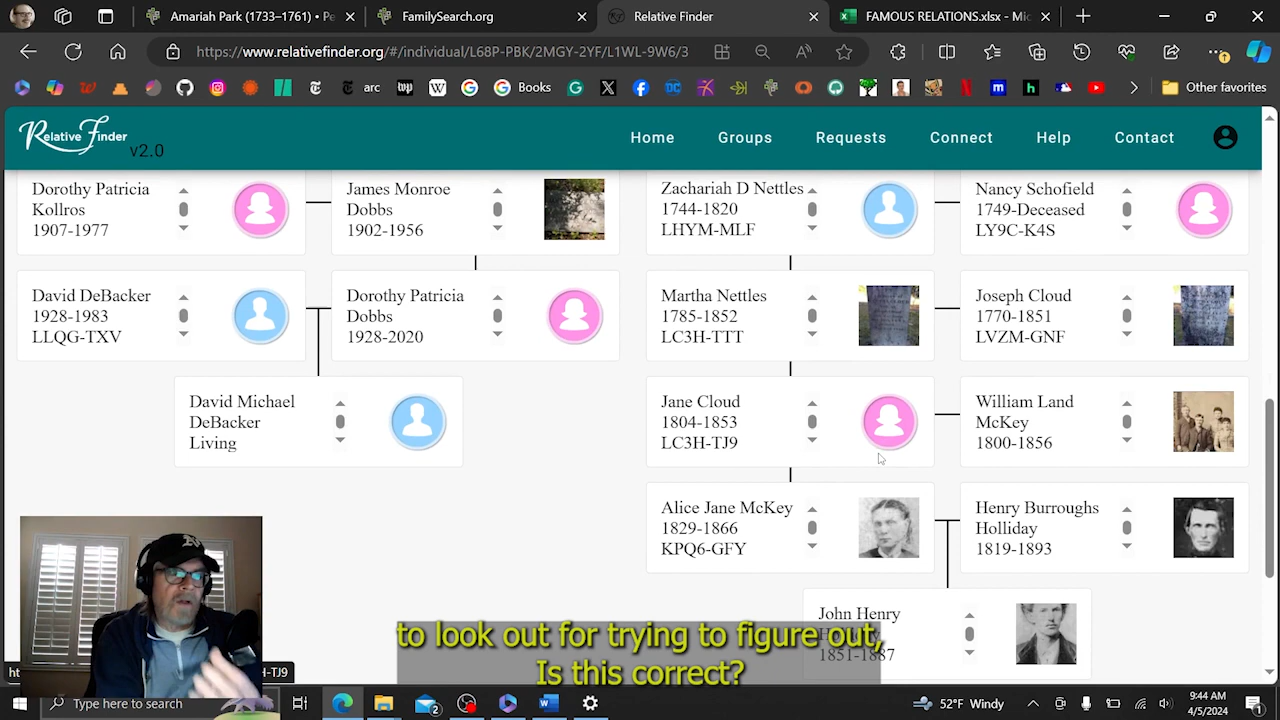 Amariah Park (1733–1761) • Pe
FamilySearch.org
Relative Finder
FAMOUS RELATIONS.xlsx - Mic
https://www.relativefinder.org/#/individual/L68P-PBK/2MGY-2YF/L1WL-9W6/3
arc
Books
Other favorites
Relative Finder
v2.0
Home
Groups
Requests
Connect
Help
Contact
Dorothy Patricia
Kollros
1907-1977
James Monroe
Dobbs
1902-1956
Zachariah D Nettles
1744-1820
LHYM-MLF
Nancy Schofield
1749-Deceased
LY9C-K4S
David DeBacker
1928-1983
LLQG-TXV
Dorothy Patricia
Dobbs
1928-2020
Martha Nettles
1785-1852
LC3H-TTT
Joseph Cloud
1770-1851
LVZM-GNF
David Michael
DeBacker
Living
Jane Cloud
1804-1853
LC3H-TJ9
William Land
McKey
1800-1856
Alice Jane McKey
1829-1866
KPQ6-GFY
Henry Burroughs
Holliday
1819-1893
John Henry
1851-1887
to look out for trying to figure out,
Is this correct?
H-TJ9
Type here to search
52°F Windy
9:44 AM
4/5/2024